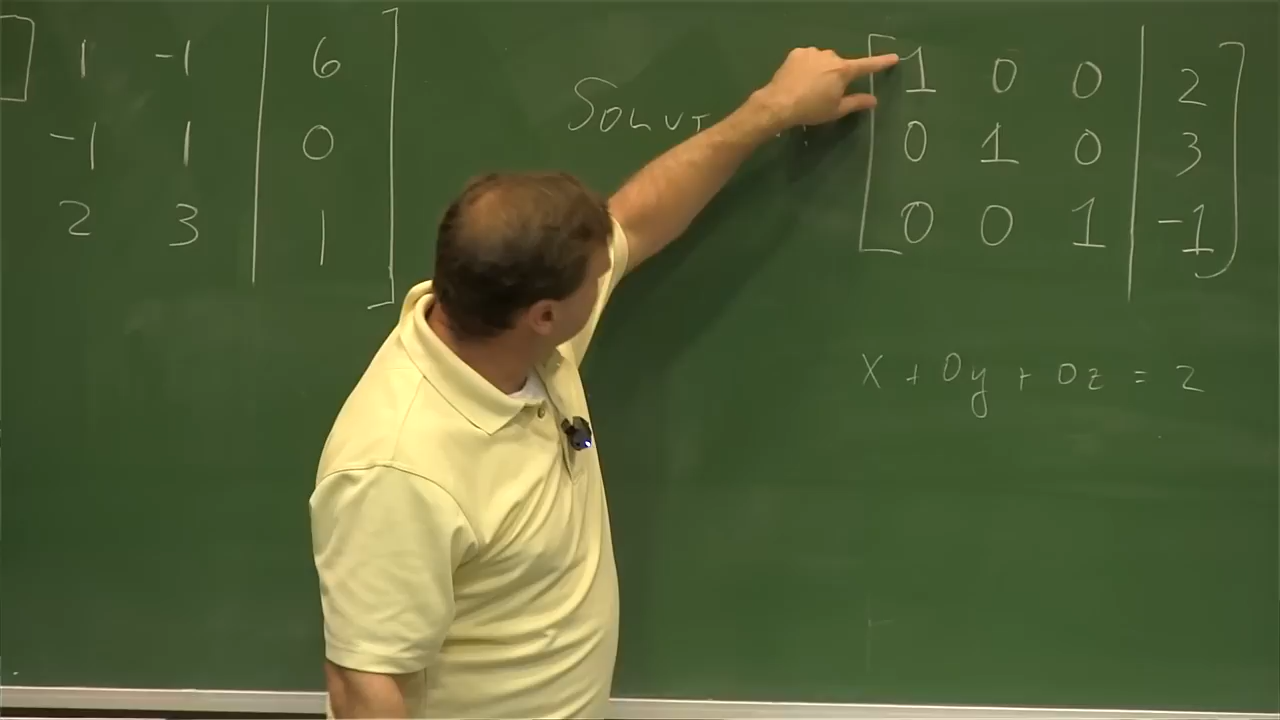 1 -1 | 6
-1 1 | 0
2 3 | 1
1 0 0 | 2
0 1 0 | 3
0 0 1 | -1
x + 0y + 0z = 2